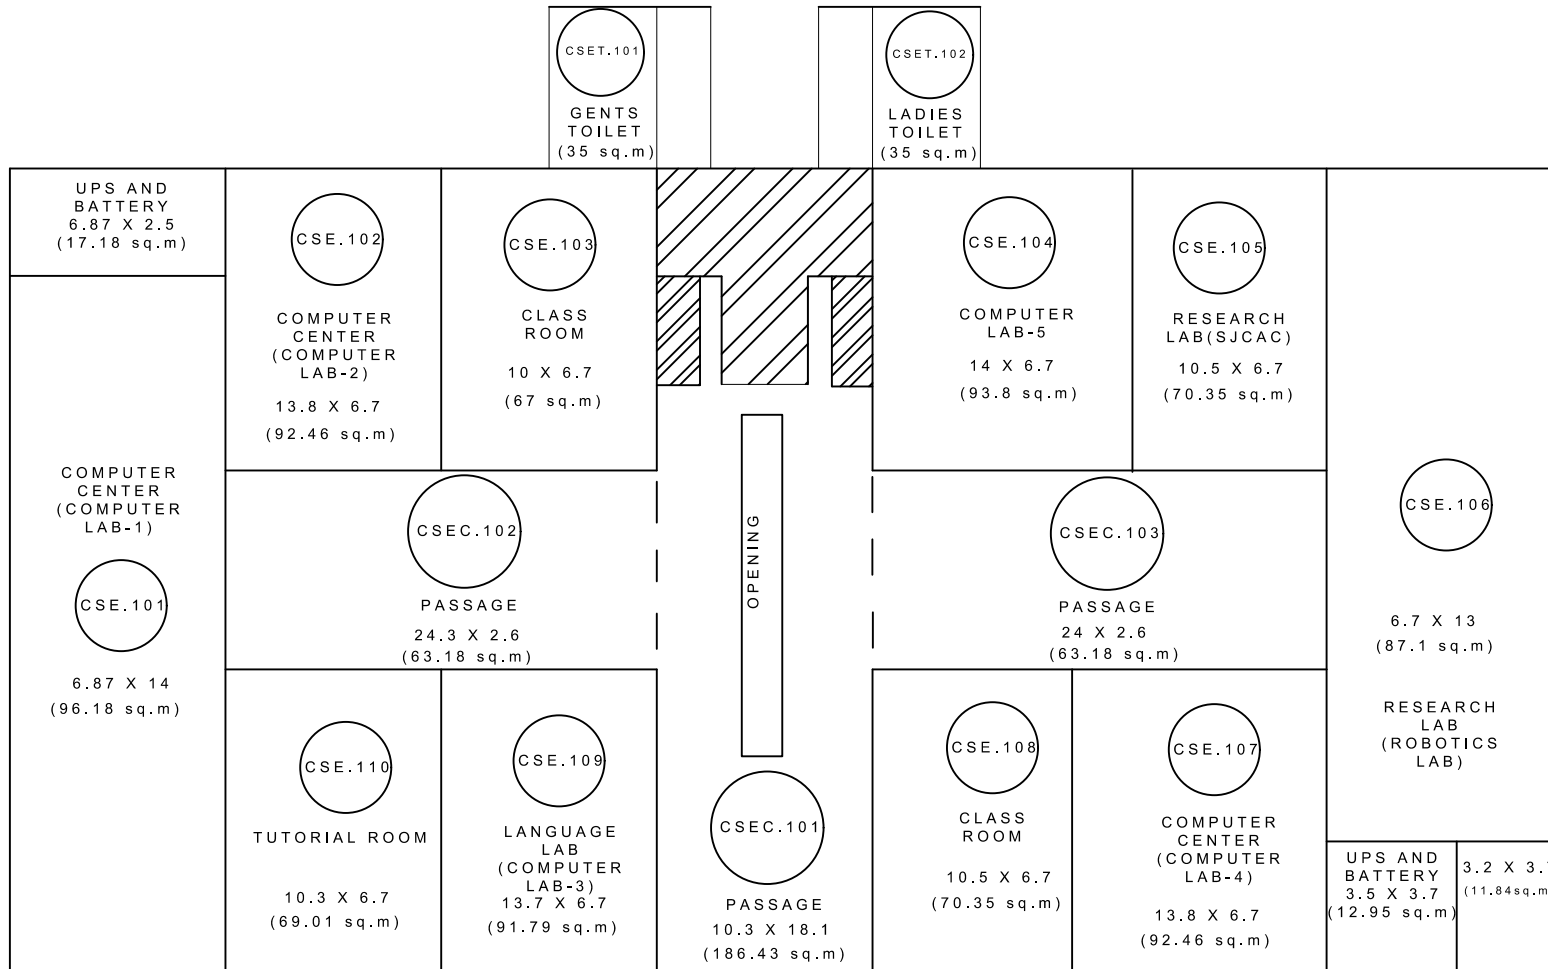 CSET.101
GENTS
TOILET
(35 sq.m)
CSET.102
LADIES
TOILET
(35 sq.m)
UPS AND
BATTERY
6.87 X 2.5
(17.18 sq.m)
CSE.102
COMPUTER
CENTER
(COMPUTER
LAB-2)
13.8 X 6.7
(92.46 sq.m)
CSE.103
CLASS
ROOM
10 X 6.7
(67 sq.m)
CSE.104
COMPUTER
LAB-5
14 X 6.7
(93.8 sq.m)
CSE.105
RESEARCH
LAB(SJCAC)
10.5 X 6.7
(70.35 sq.m)
COMPUTER
CENTER
(COMPUTER
LAB-1)
CSE.101
6.87 X 14
(96.18 sq.m)
CSEC.102
PASSAGE
24.3 X 2.6
(63.18 sq.m)
OPENING
CSEC.103
PASSAGE
24 X 2.6
(63.18 sq.m)
CSE.106
6.7 X 13
(87.1 sq.m)
RESEARCH
LAB
(ROBOTICS
LAB)
CSE.110
TUTORIAL ROOM
10.3 X 6.7
(69.01 sq.m)
CSE.109
LANGUAGE
LAB
(COMPUTER
LAB-3)
13.7 X 6.7
(91.79 sq.m)
CSEC.101
PASSAGE
10.3 X 18.1
(186.43 sq.m)
CSE.108
CLASS
ROOM
10.5 X 6.7
(70.35 sq.m)
CSE.107
COMPUTER
CENTER
(COMPUTER
LAB-4)
13.8 X 6.7
(92.46 sq.m)
UPS AND
BATTERY
3.5 X 3.7
(12.95 sq.m)
3.2 X 3.
(11.84sq.m